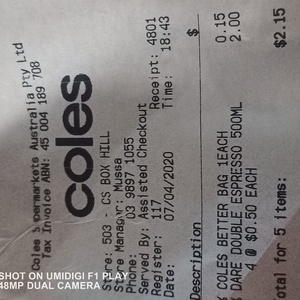 Coles Supermarkets Australia Pty Ltd
Tax Invoice ABN: 45 004 189 708
coles
Store: 503 - CS BOX HILL
Store Manager: Mussa
Phone: 03 9897 1055
Served By: Assisted Checkout
Register: 117 Receipt: 4801
Date: 07/04/2020 Time: 18:43
Description $
% COLES BETTER BAG 1EACH 0.15
% DARE DOUBLE ESPRESSO 500ML
4 @ $0.50 EACH 2.00
Total for 5 items: $2.15
SHOT ON UMIDIGI F1 PLAY
48MP DUAL CAMERA